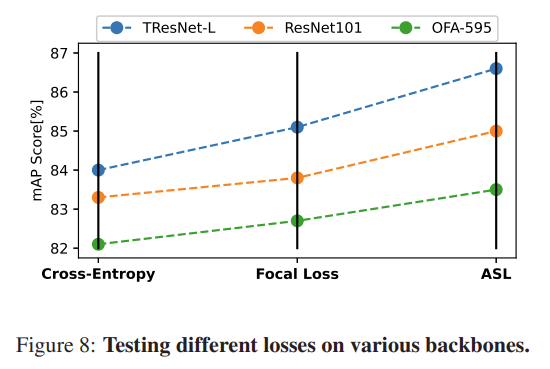 TResNet-L ResNet101 OFA-595
87
86
85
84
83
82
mAP Score[%]
Cross-Entropy Focal Loss ASL
Figure 8: Testing different losses on various backbones.